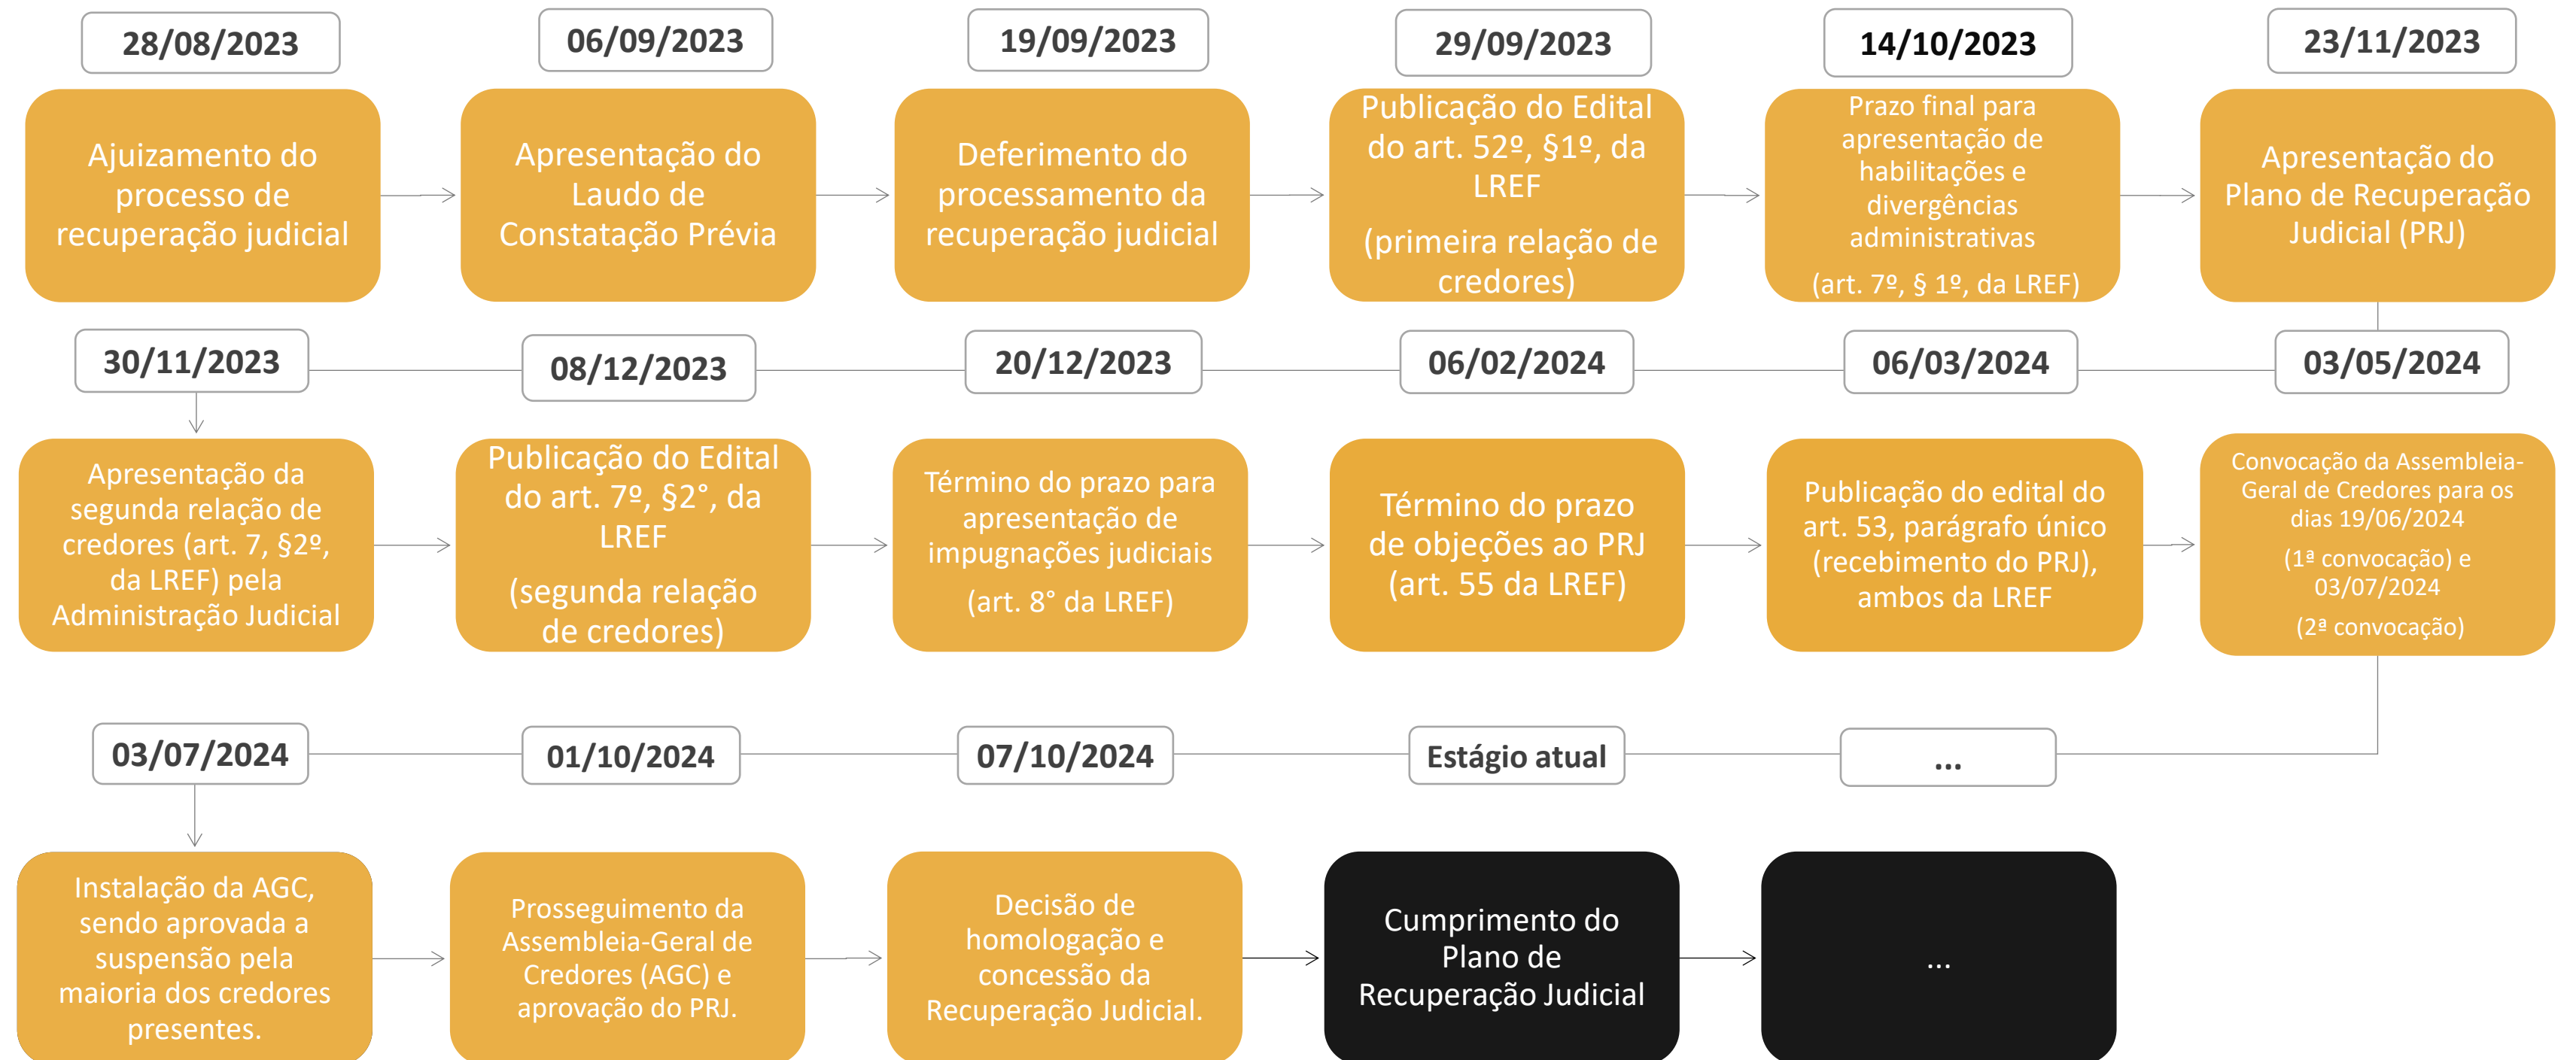 28/08/2023
Ajuizamento do
processo de
recuperação judicial
06/09/2023
Apresentação do
Laudo de
Constatação Prévia
19/09/2023
Deferimento do
processamento da
recuperação judicial
29/09/2023
Publicação do Edital
do art. 52º, §1º, da
LREF
(primeira relação de
credores)
14/10/2023
Prazo final para
apresentação de
habilitações e
divergências
administrativas
(art. 7º, § 1º, da LREF)
23/11/2023
Apresentação do
Plano de Recuperação
Judicial (PRJ)
30/11/2023
Apresentação da
segunda relação de
credores (art. 7, §2º,
da LREF) pela
Administração Judicial
08/12/2023
Publicação do Edital
do art. 7º, §2°, da
LREF
(segunda relação
de credores)
20/12/2023
Término do prazo para
apresentação de
impugnações judiciais
(art. 8° da LREF)
06/02/2024
Término do prazo
de objeções ao PRJ
(art. 55 da LREF)
06/03/2024
Publicação do edital do
art. 53, parágrafo único
(recebimento do PRJ),
ambos da LREF
03/05/2024
Convocação da Assembleia-
Geral de Credores para os
dias 19/06/2024
(1ª convocação) e
03/07/2024
(2ª convocação)
03/07/2024
Instalação da AGC,
sendo aprovada a
suspensão pela
maioria dos credores
presentes.
01/10/2024
Prosseguimento da
Assembleia-Geral de
Credores (AGC) e
aprovação do PRJ.
07/10/2024
Decisão de
homologação e
concessão da
Recuperação Judicial.
Estágio atual
Cumprimento do
Plano de
Recuperação Judicial
...
...